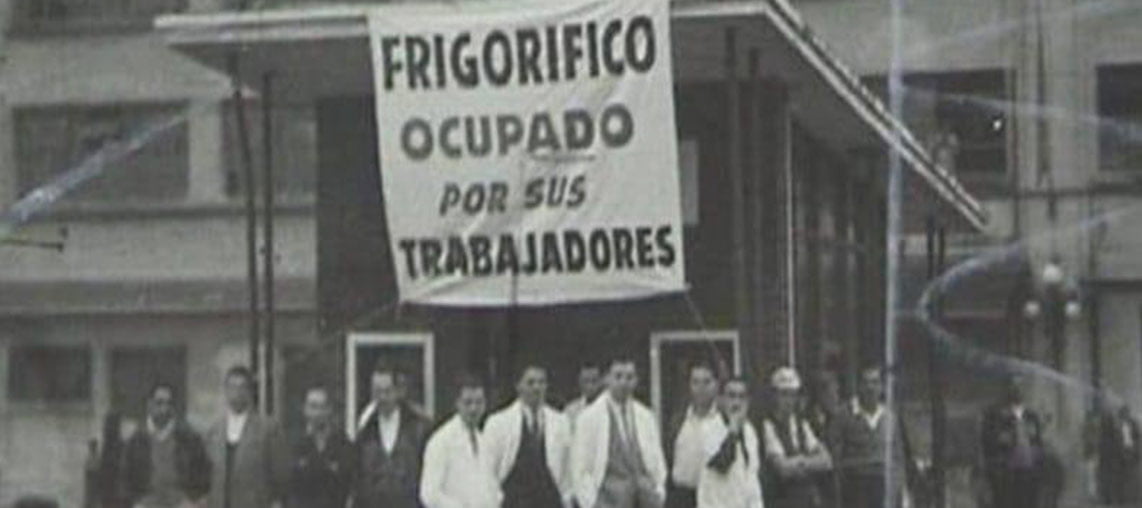 FRIGORIFICO
OCUPADO
POR SUS
TRABAJADORES